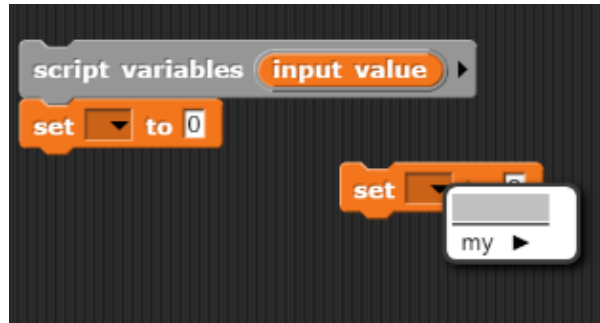 script variables input value
set to 0
set
my